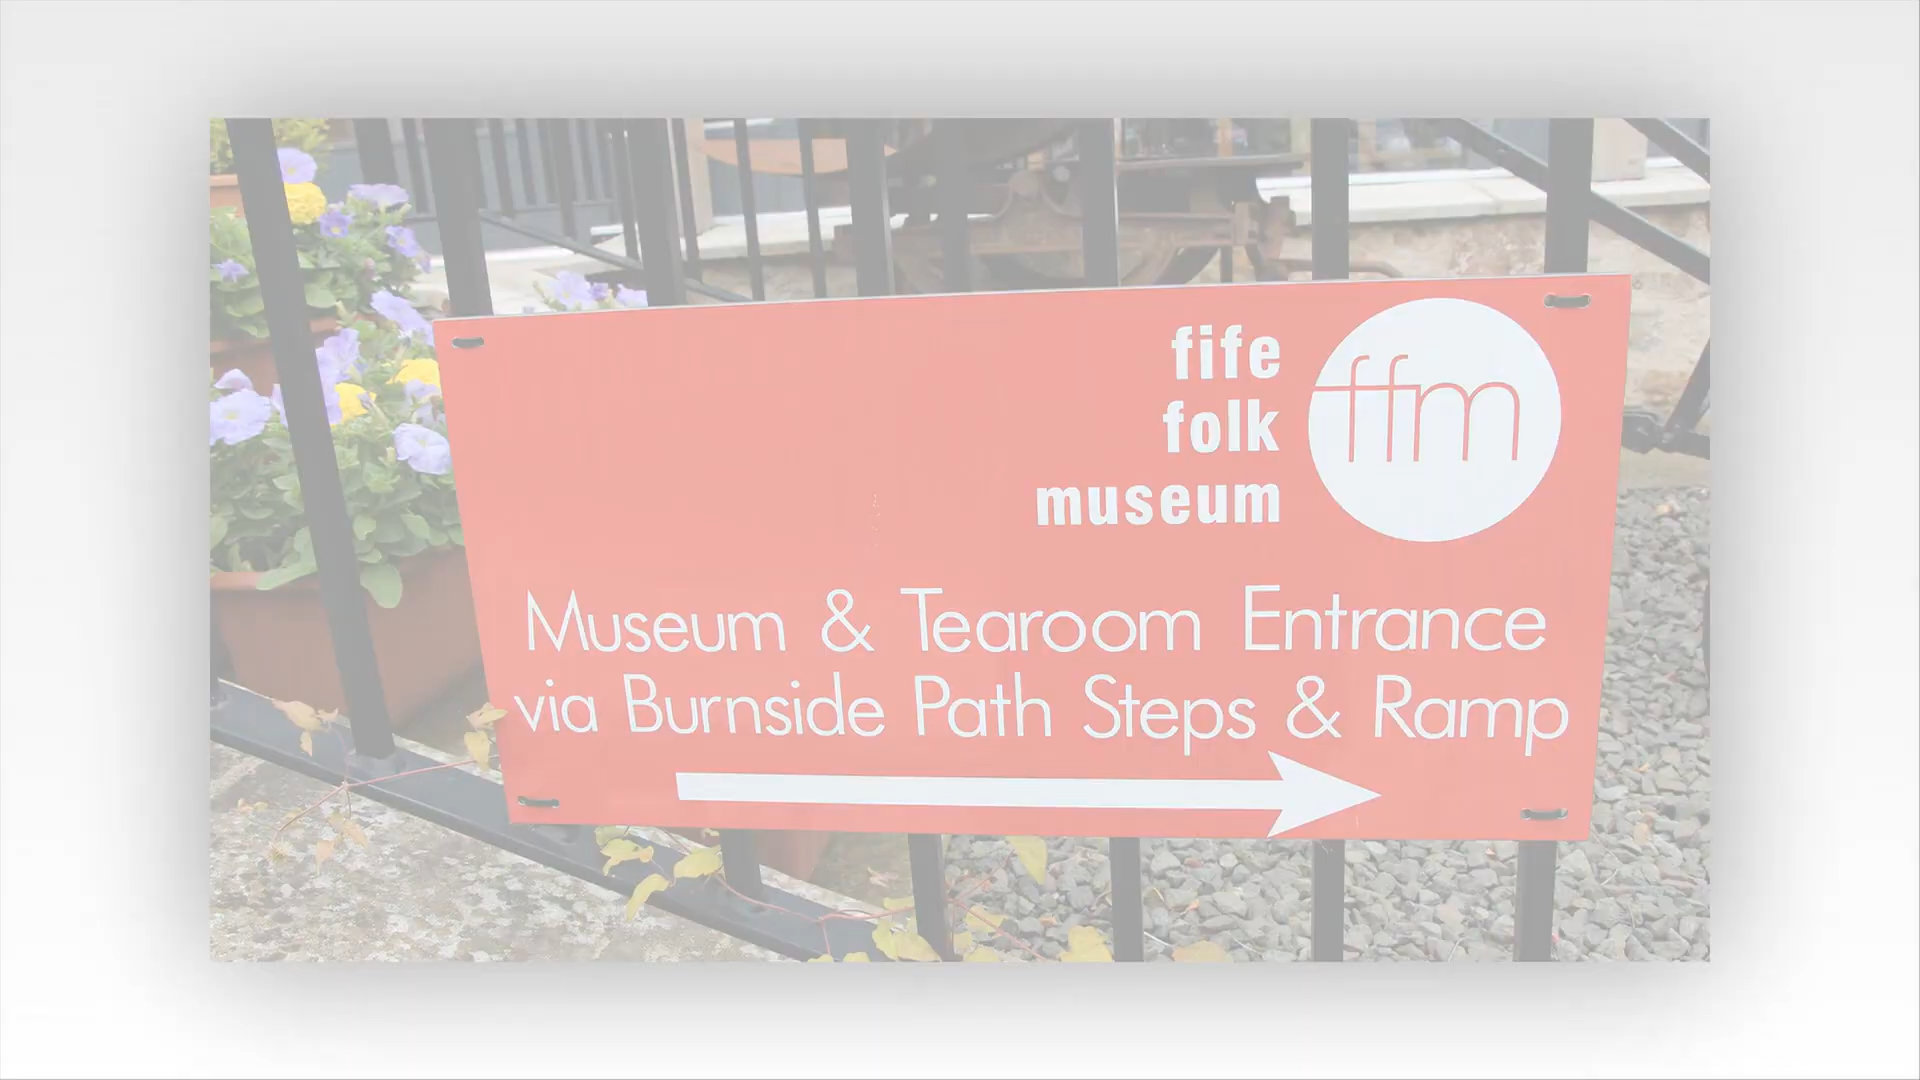 fife
folk
museum
ffm
Museum & Tearoom Entrance
via Burnside Path Steps & Ramp